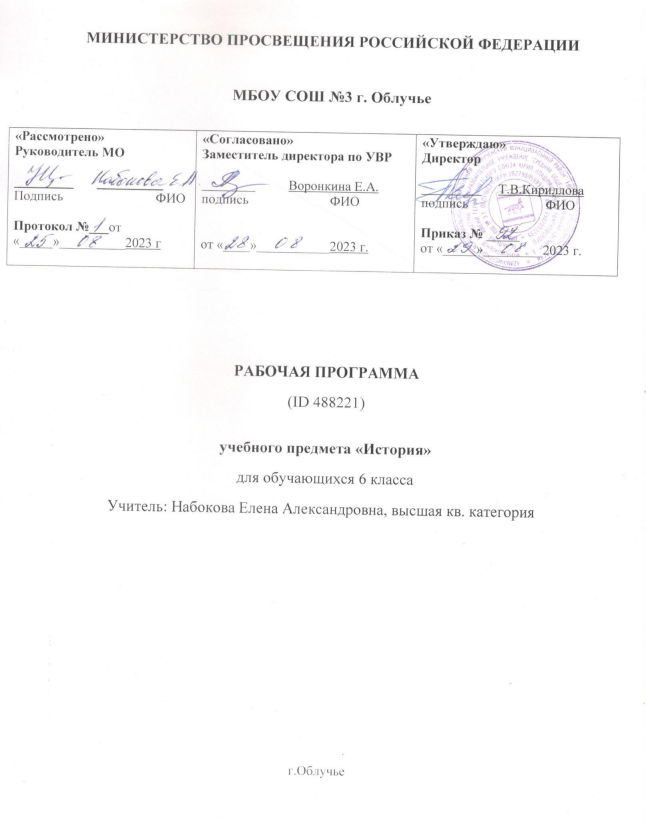 МИНИСТЕРСТВО ПРОСВЕЩЕНИЯ РОССИЙСКОЙ ФЕДЕРАЦИИ
МБОУ СОШ №3 г. Облучье
«Рассмотрено»
Руководитель МО
Набокова Е.А
Подпись ФИО
Протокол № 1 от
«25» 08 2023 г
«Согласовано»
Заместитель директора по УВР
Воронкина Е.А.
подпись ФИО
от «28» 08 2023 г.
«Утверждаю»
Директор
Т.В.Кириллова
подпись ФИО
Приказ № 92
от «29» 08 2023 г.
РАБОЧАЯ ПРОГРАММА
(ID 488221)
учебного предмета «История»
для обучающихся 6 класса
Учитель: Набокова Елена Александровна, высшая кв. категория
г.Облучье